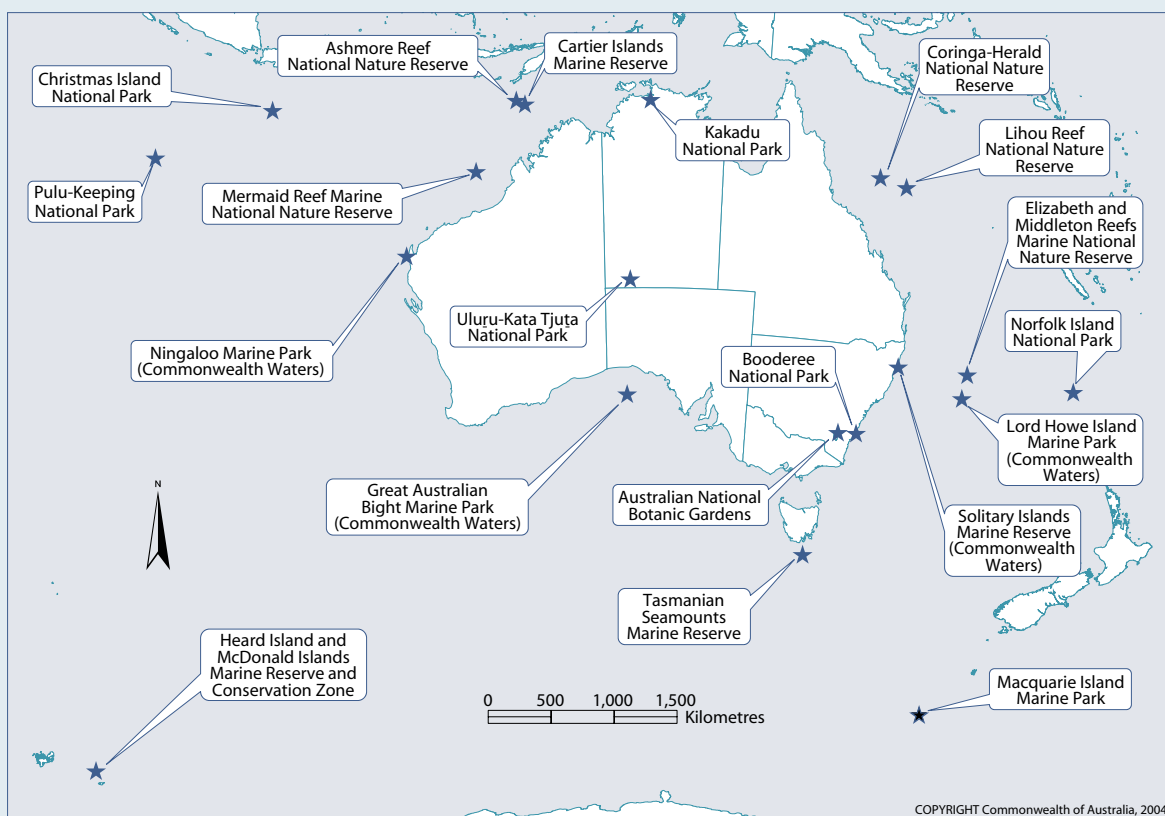 Ashmore Reef
National Nature Reserve
Cartier Islands
Marine Reserve
Coringa-Herald
National Nature
Reserve
Christmas Island
National Park
Kakadu
National Park
Lihou Reef
National Nature
Reserve
Pulu-Keeping
National Park
Mermaid Reef Marine
National Nature Reserve
Elizabeth and
Middleton Reefs
Marine National
Nature Reserve
Uluṟu-Kata Tjuṯa
National Park
Norfolk Island
National Park
Ningaloo Marine Park
(Commonwealth Waters)
Booderee
National Park
Lord Howe Island
Marine Park
(Commonwealth
Waters)
Great Australian
Bight Marine Park
(Commonwealth Waters)
Australian National
Botanic Gardens
Solitary Islands
Marine Reserve
(Commonwealth
Waters)
N
Tasmanian
Seamounts
Marine Reserve
Heard Island and
McDonald Islands
Marine Reserve and
Conservation Zone
Macquarie Island
Marine Park
0 500 1,000 1,500
Kilometres
COPYRIGHT Commonwealth of Australia, 2004